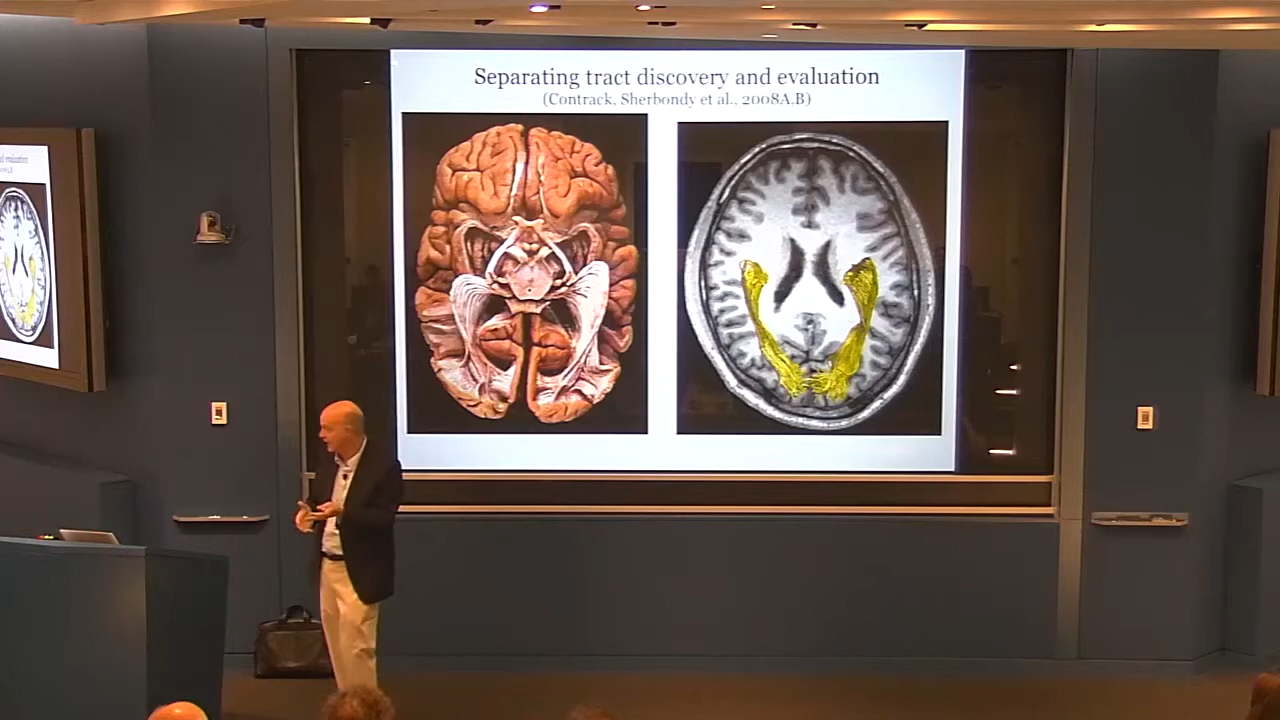 Separating tract discovery and evaluation
(Contrack, Sherbondy et al., 2008A,B)